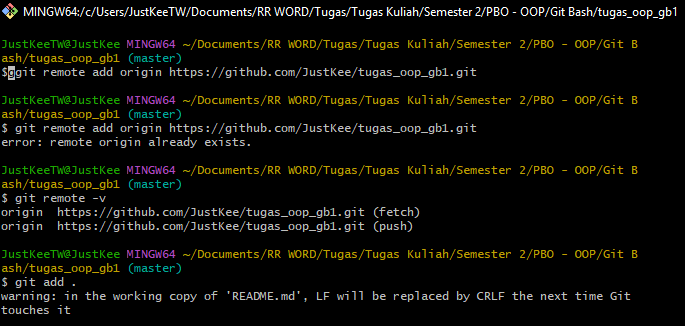 MINGW64:/c/Users/JustKeeTW/Documents/RR WORD/Tugas/Tugas Kuliah/Semester 2/PBO - OOP/Git Bash/tugas_oop_gb1
JustKeeTW@JustKee MINGW64 ~/Documents/RR WORD/Tugas/Tugas Kuliah/Semester 2/PBO - OOP/Git B
ash/tugas_oop_gb1 (master)
$ggit remote add origin https://github.com/JustKee/tugas_oop_gb1.git
JustKeeTW@JustKee MINGW64 ~/Documents/RR WORD/Tugas/Tugas Kuliah/Semester 2/PBO - OOP/Git B
ash/tugas_oop_gb1 (master)
$ git remote add origin https://github.com/JustKee/tugas_oop_gb1.git
error: remote origin already exists.
JustKeeTW@JustKee MINGW64 ~/Documents/RR WORD/Tugas/Tugas Kuliah/Semester 2/PBO - OOP/Git B
ash/tugas_oop_gb1 (master)
$ git remote -v
origin  https://github.com/JustKee/tugas_oop_gb1.git (fetch)
origin  https://github.com/JustKee/tugas_oop_gb1.git (push)
JustKeeTW@JustKee MINGW64 ~/Documents/RR WORD/Tugas/Tugas Kuliah/Semester 2/PBO - OOP/Git B
ash/tugas_oop_gb1 (master)
$ git add .
warning: in the working copy of 'README.md', LF will be replaced by CRLF the next time Git
touches it